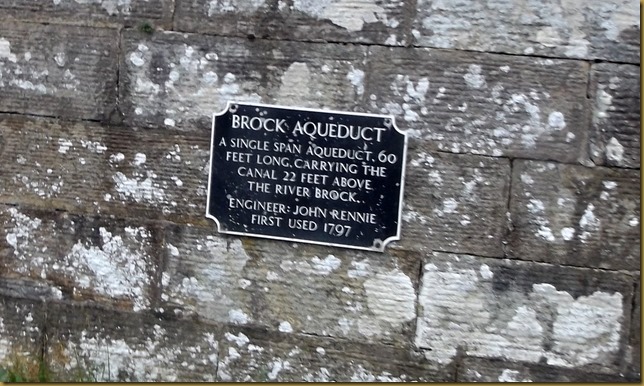 BROCK AQUEDUCT
A SINGLE SPAN AQUEDUCT, 60
FEET LONG, CARRYING THE
CANAL 22 FEET ABOVE
THE RIVER BROCK.
ENGINEER: JOHN RENNIE
FIRST USED 1797